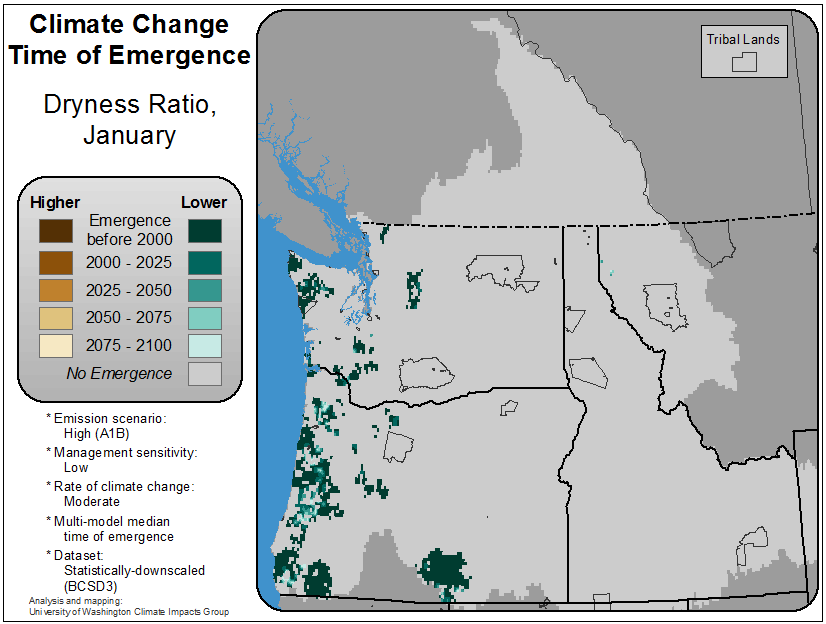 Climate Change
Time of Emergence
Dryness Ratio,
January
Tribal Lands
Higher Lower
Emergence
before 2000
2000 - 2025
2025 - 2050
2050 - 2075
2075 - 2100
No Emergence
* Emission scenario:
High (A1B)
* Management sensitivity:
Low
* Rate of climate change:
Moderate
* Multi-model median
time of emergence
* Dataset:
Statistically-downscaled
(BCSD3)
Analysis and mapping:
University of Washington Climate Impacts Group